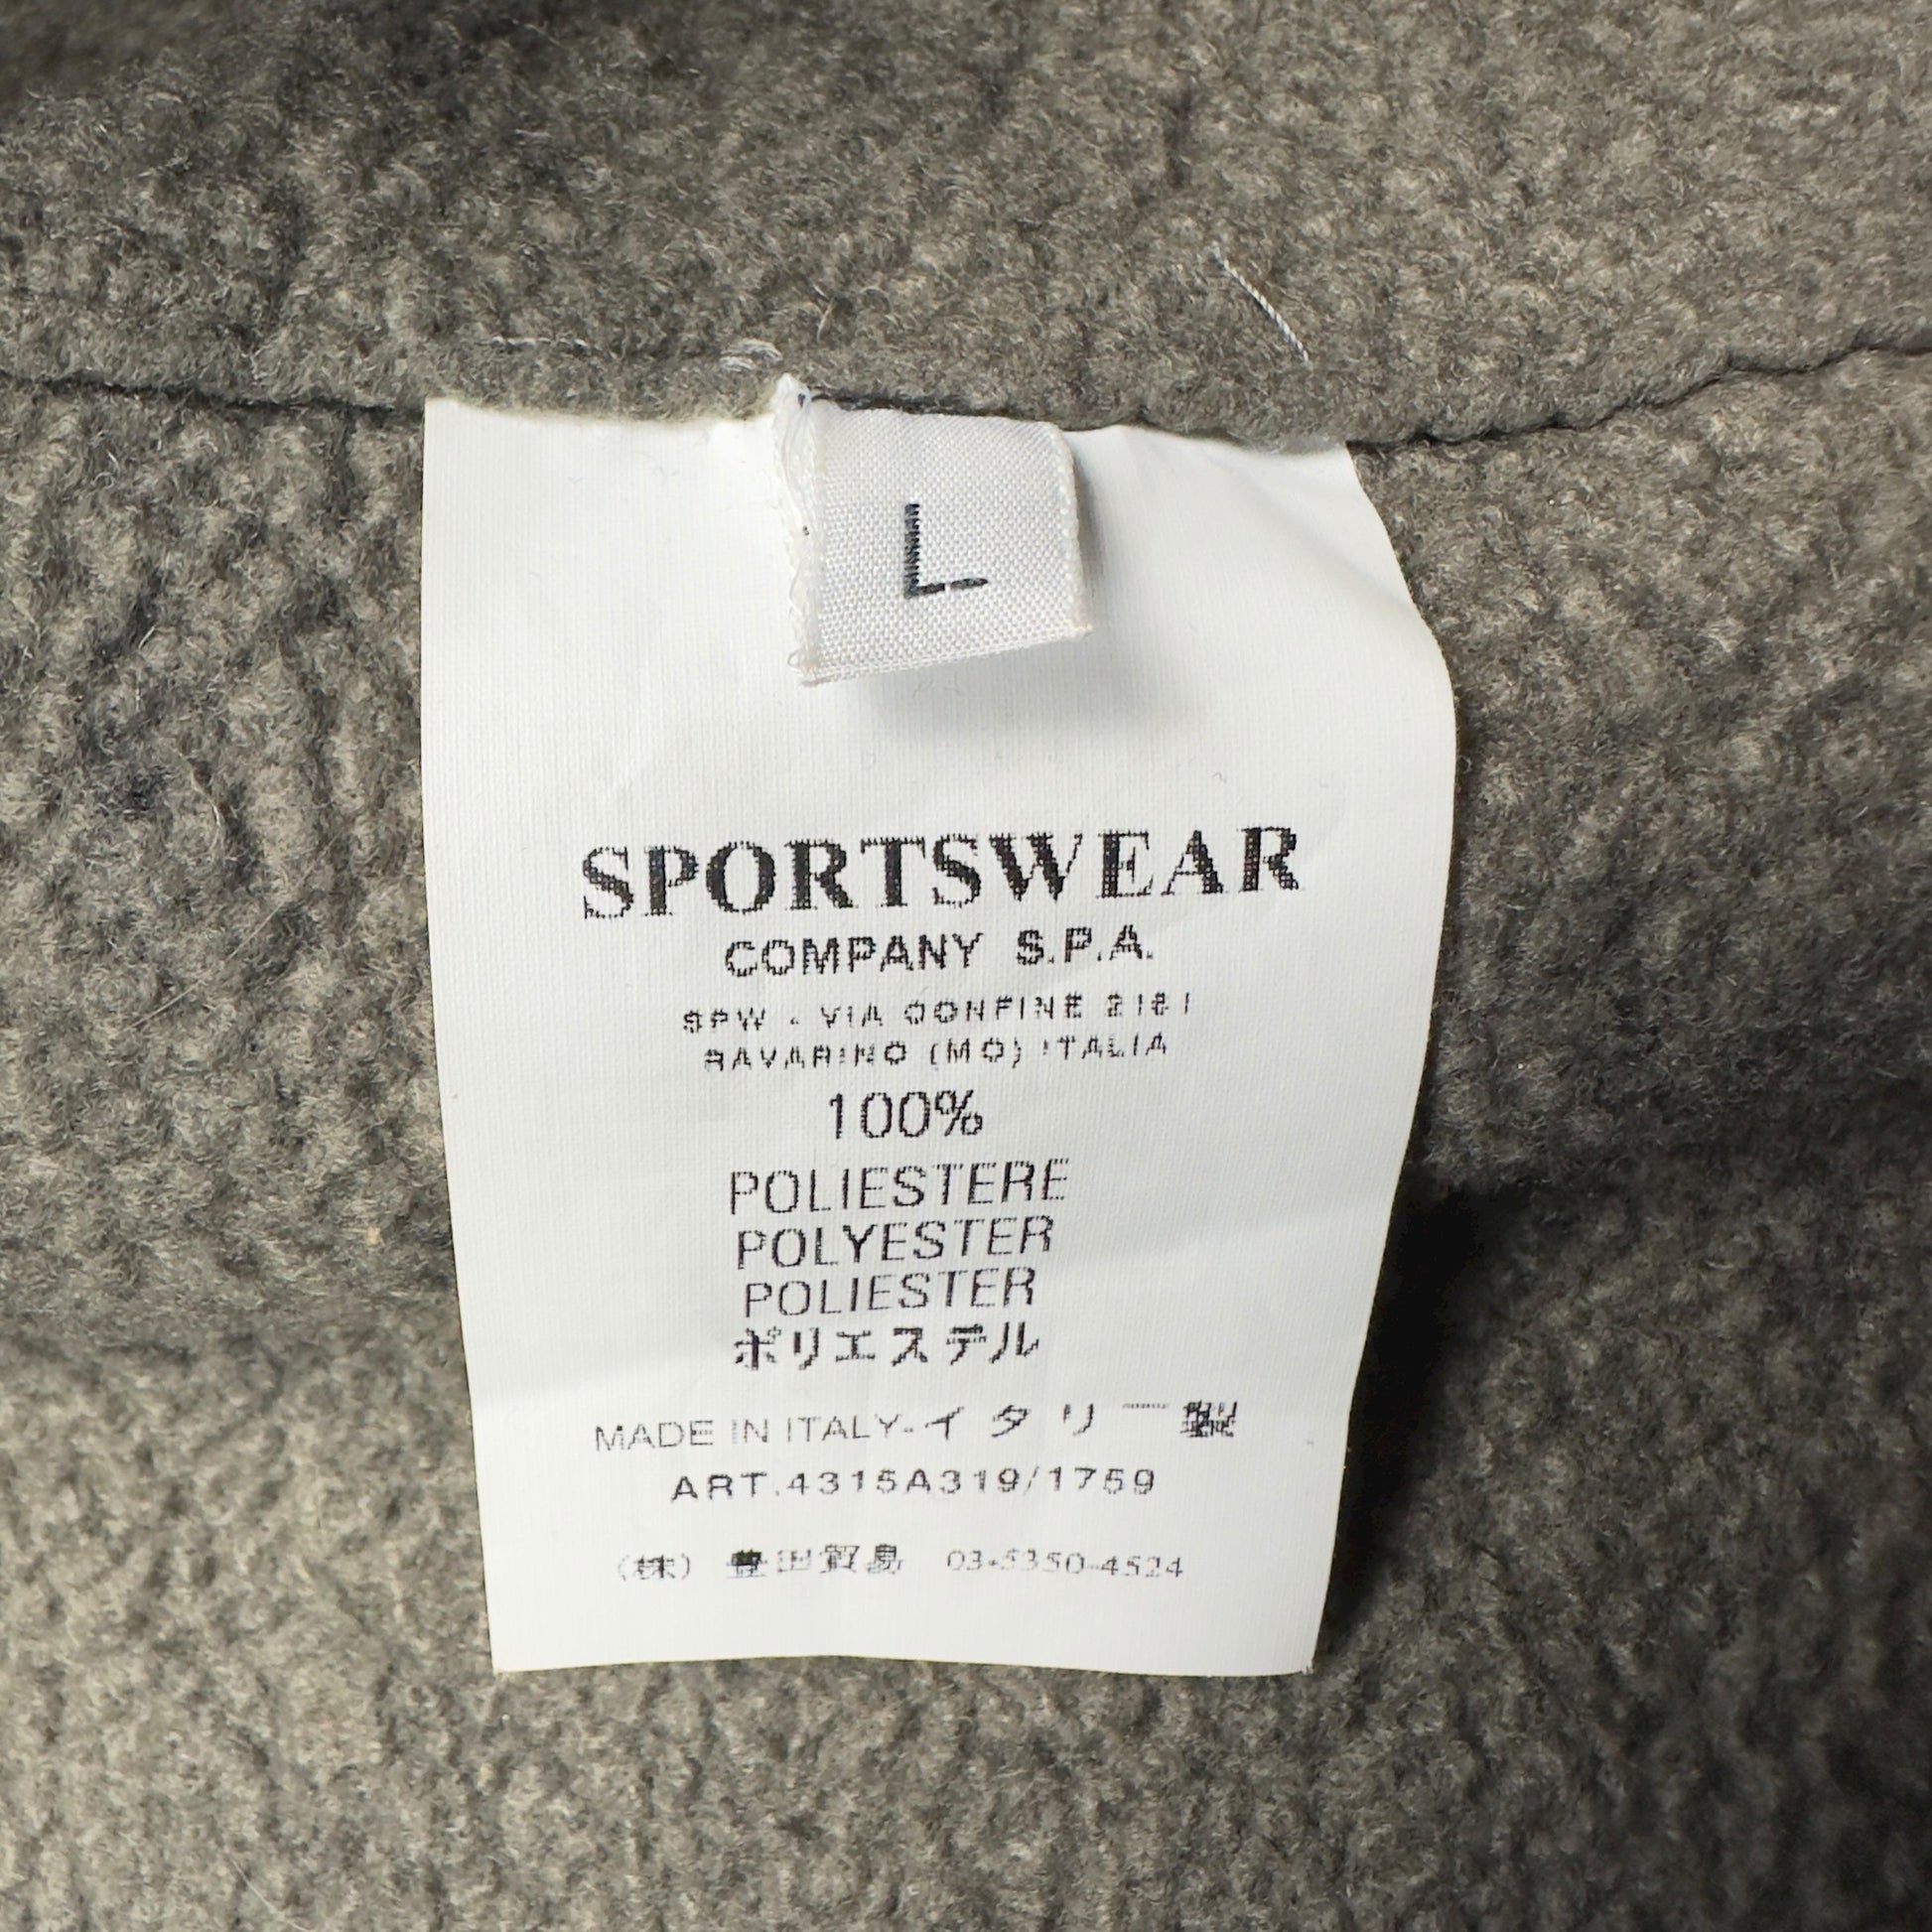 L
SPORTSWEAR
COMPANY S.P.A.
SPW - VIA CONFINE 2161
RAVARINO (MO) ITALIA
100%
POLIESTERE
POLYESTER
POLIESTER
ポリエステル
MADE IN ITALY-イタリー製
ART.4315A319/1759
(株) 豊田貿易 03-5350-4524